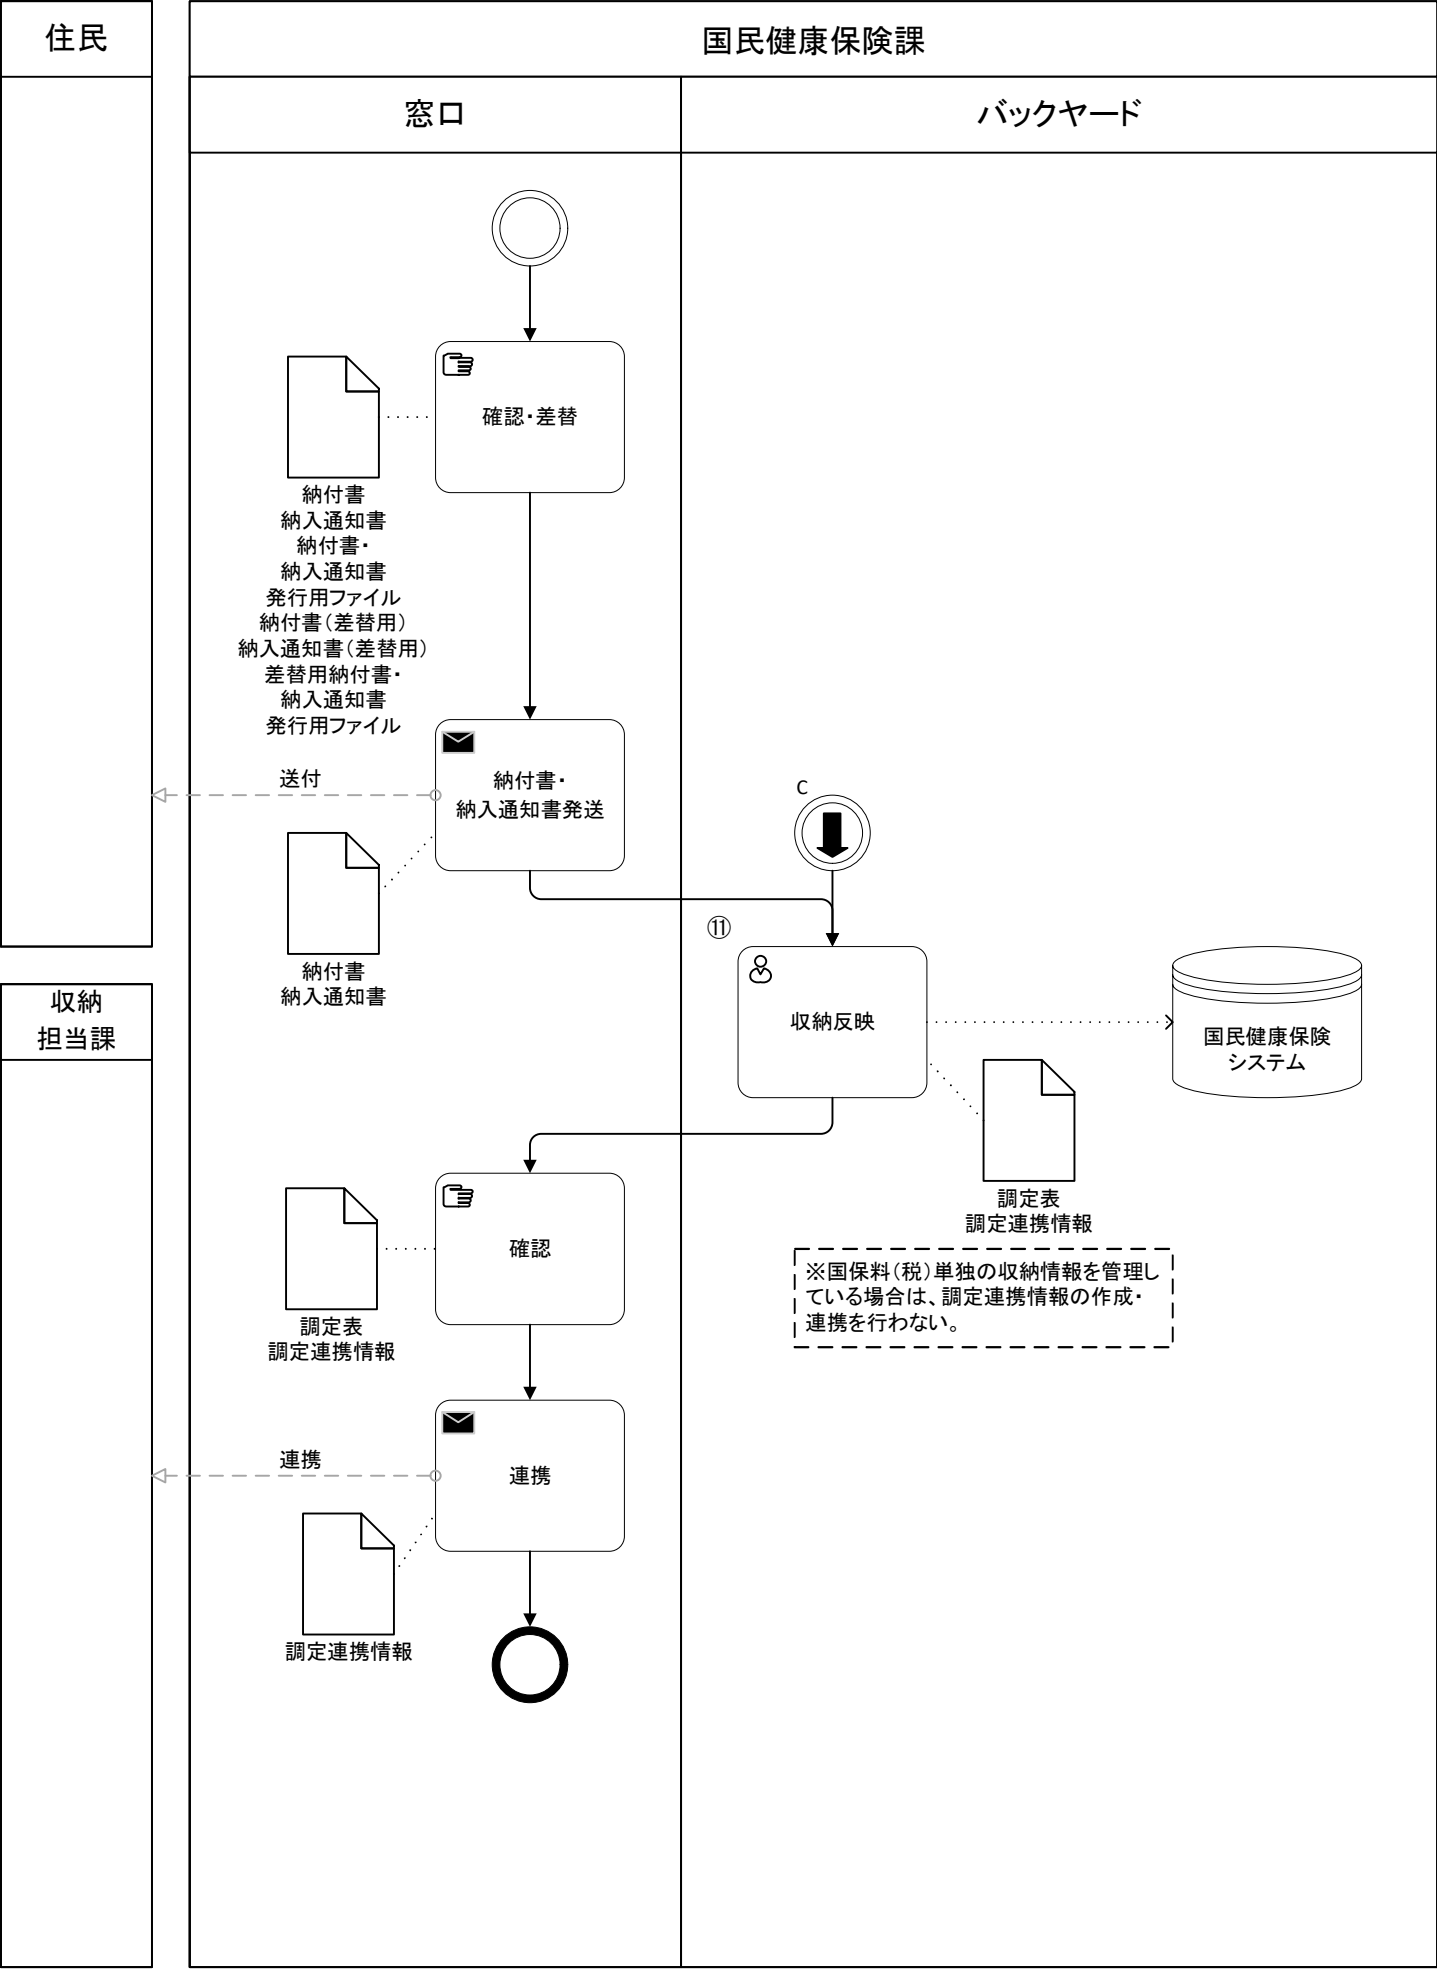 住民
国民健康保険課
窓口
バックヤード
確認・差替
納付書
納入通知書
納付書・
納入通知書
発行用ファイル
納付書（差替用）
納入通知書（差替用）
差替用納付書・
納入通知書
発行用ファイル
送付
納付書・
納入通知書発送
C
納付書
納入通知書
⑪
収納反映
国民健康保険
システム
収納
担当課
調定表
調定連携情報
※国保料（税）単独の収納情報を管理し
ている場合は、調定連携情報の作成・
連携を行わない。
確認
調定表
調定連携情報
連携
連携
調定連携情報